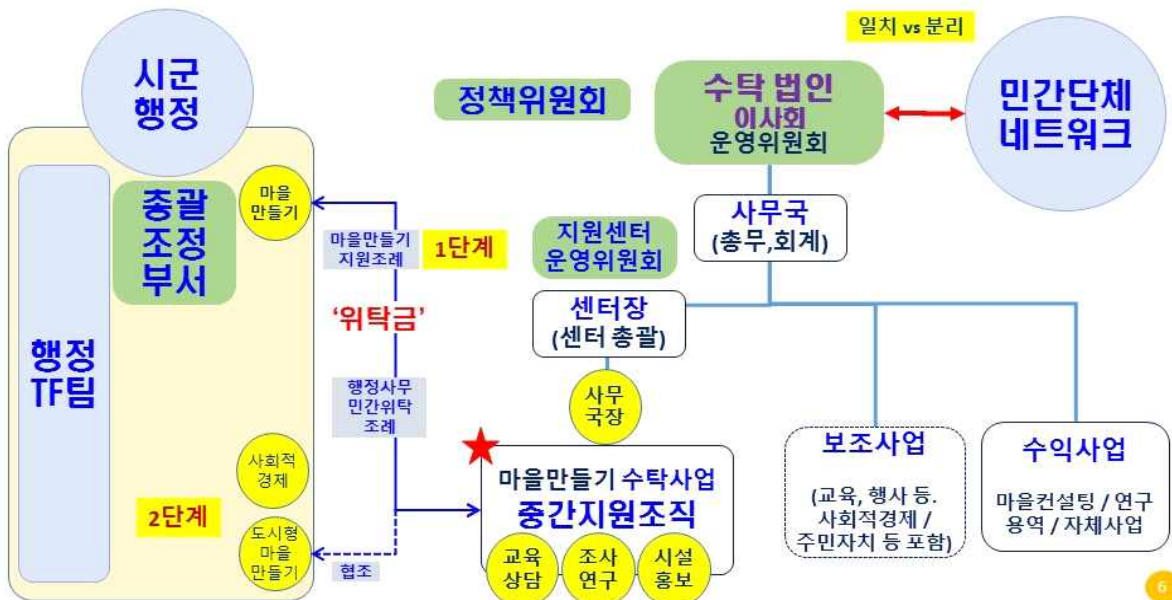 일치 vs 분리
시군
행정
정책위원회
수탁 법인
이사회
운영위원회
민간단체
네트워크
총괄
조정
부서
마을
만들기
마을만들기
지원조례
1단계
지원센터
운영위원회
사무국
(총무,회계)
'위탁금'
센터장
(센터 총괄)
행정
TF팀
행정사무
민간위탁
조례
사무
국장
사회적
경제
2단계
도시형
마을
만들기
협조
마을만들기 수탁사업
중간지원조직
교육
상담
조사
연구
시설
홍보
보조사업
(교육, 행사 등.
사회적경제 /
주민자치 등 포함)
수익사업
마을컨설팅 / 연구
용역 / 자체사업
6